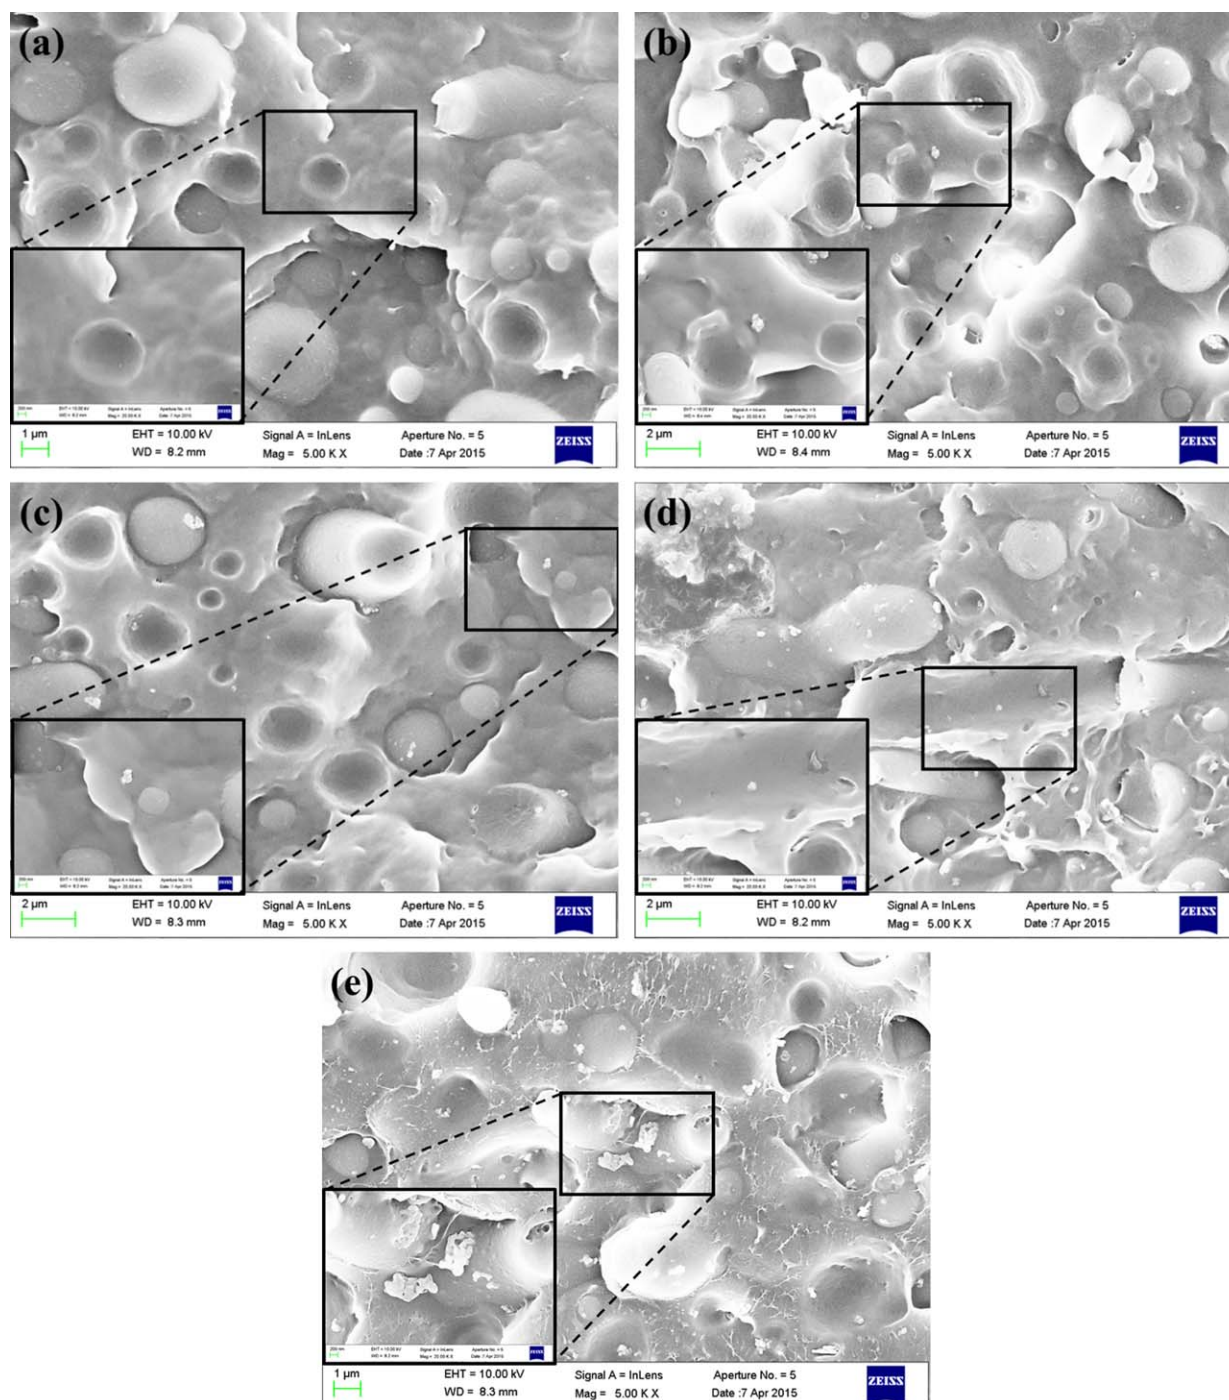 (a)
1 µm
EHT = 10.00 kV
WD = 8.2 mm
Signal A = InLens
Mag = 5.00 K X
Aperture No. = 5
Date :7 Apr 2015
ZEISS
(b)
2 µm
EHT = 10.00 kV
WD = 8.4 mm
Signal A = InLens
Mag = 5.00 K X
Aperture No. = 5
Date :7 Apr 2015
ZEISS
(c)
2 µm
EHT = 10.00 kV
WD = 8.3 mm
Signal A = InLens
Mag = 5.00 K X
Aperture No. = 5
Date :7 Apr 2015
ZEISS
(d)
2 µm
EHT = 10.00 kV
WD = 8.2 mm
Signal A = InLens
Mag = 5.00 K X
Aperture No. = 5
Date :7 Apr 2015
ZEISS
(e)
1 µm
EHT = 10.00 kV
WD = 8.3 mm
Signal A = InLens
Mag = 5.00 K X
Aperture No. = 5
Date :7 Apr 2015
ZEISS